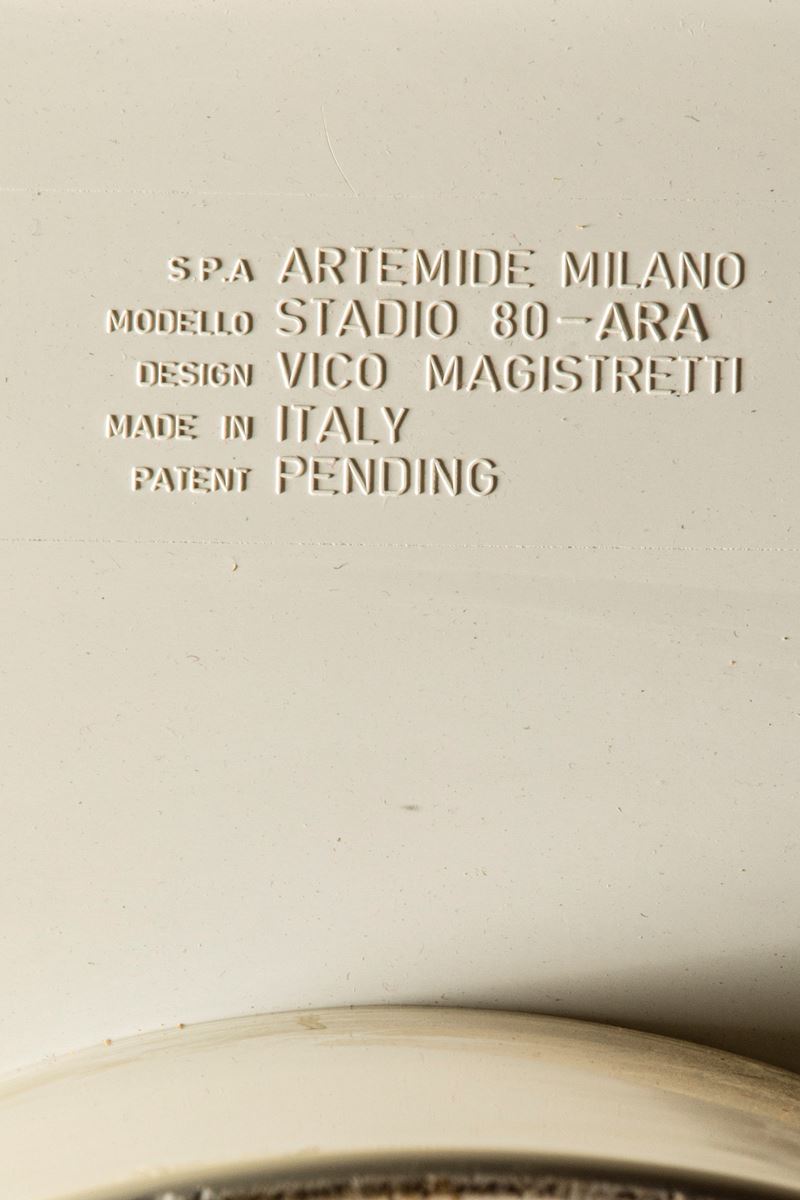 S.P.A ARTEMIDE MILANO
MODELLO STADIO 80-ARA
DESIGN VICO MAGISTRETTI
MADE IN ITALY
PATENT PENDING